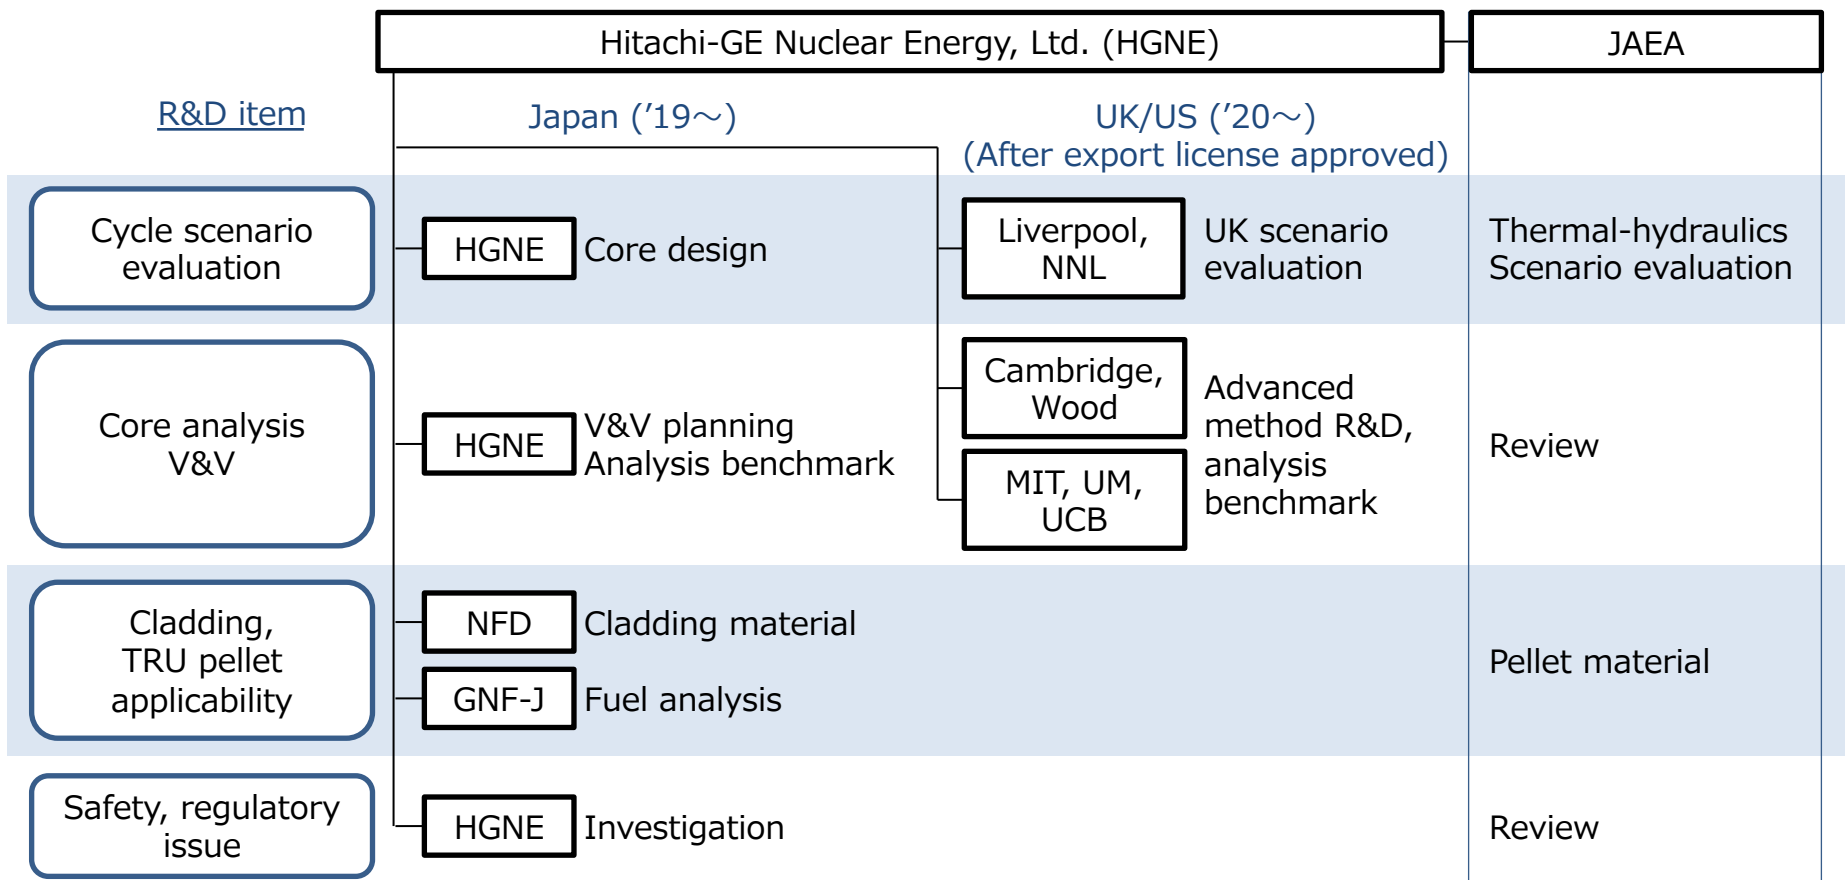 Hitachi-GE Nuclear Energy, Ltd. (HGNE)
JAEA
R&D item
Japan (’19～)
UK/US (’20～)
(After export license approved)
Cycle scenario
evaluation
HGNE
Core design
Liverpool,
NNL
UK scenario
evaluation
Thermal-hydraulics
Scenario evaluation
Core analysis
V&V
HGNE
V&V planning
Analysis benchmark
Cambridge,
Wood
MIT, UM,
UCB
Advanced
method R&D,
analysis
benchmark
Review
Cladding,
TRU pellet
applicability
NFD
Cladding material
GNF-J
Fuel analysis
Pellet material
Safety, regulatory
issue
HGNE
Investigation
Review